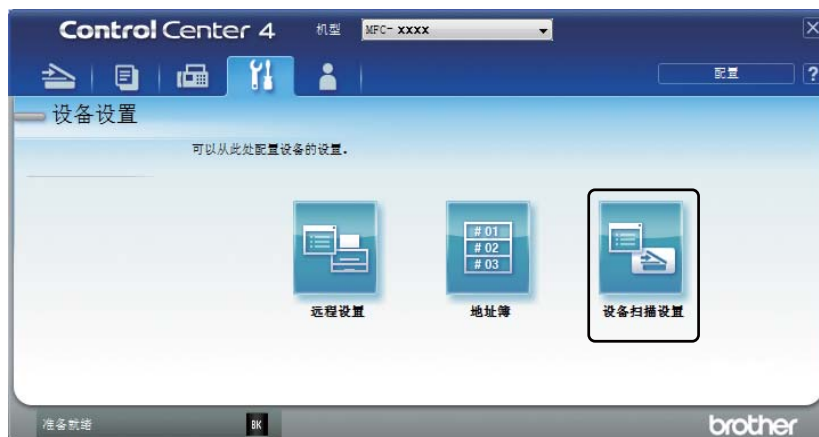 Control Center 4 机型 MFC- XXXX
配置 ?
设备设置
可以从此处配置设备的设置.
#01
#02
#03
远程设置 地址簿 设备扫描设置
准备就绪 BK brother